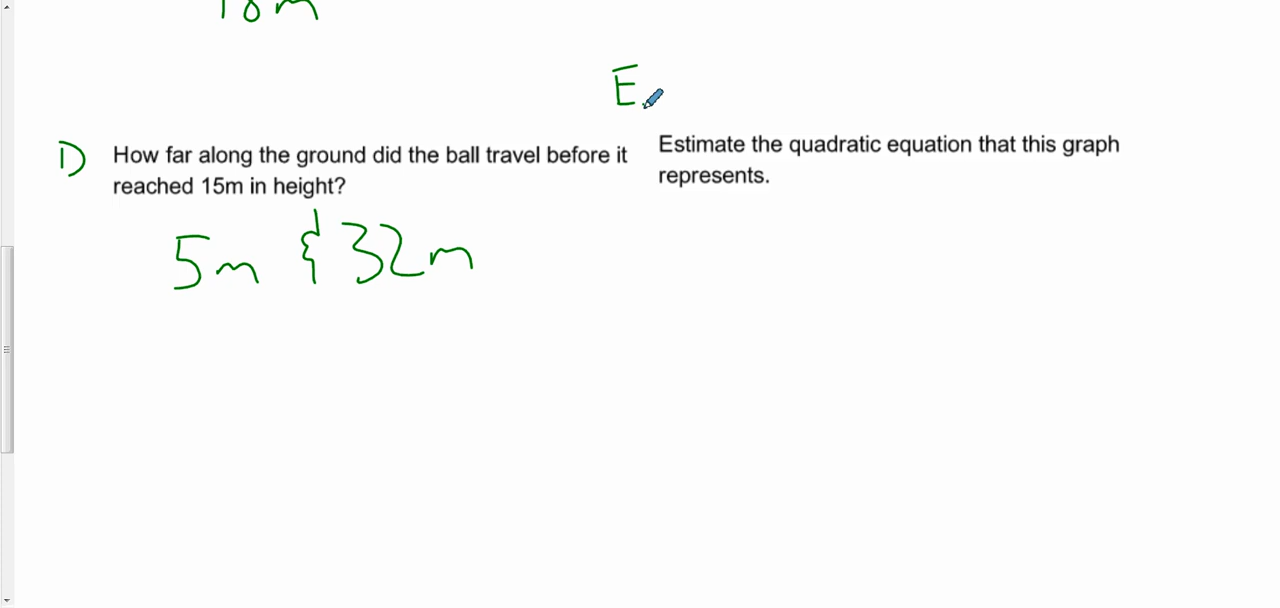 18m
E.
D How far along the ground did the ball travel before it
reached 15m in height?
Estimate the quadratic equation that this graph
represents.
5m & 32m